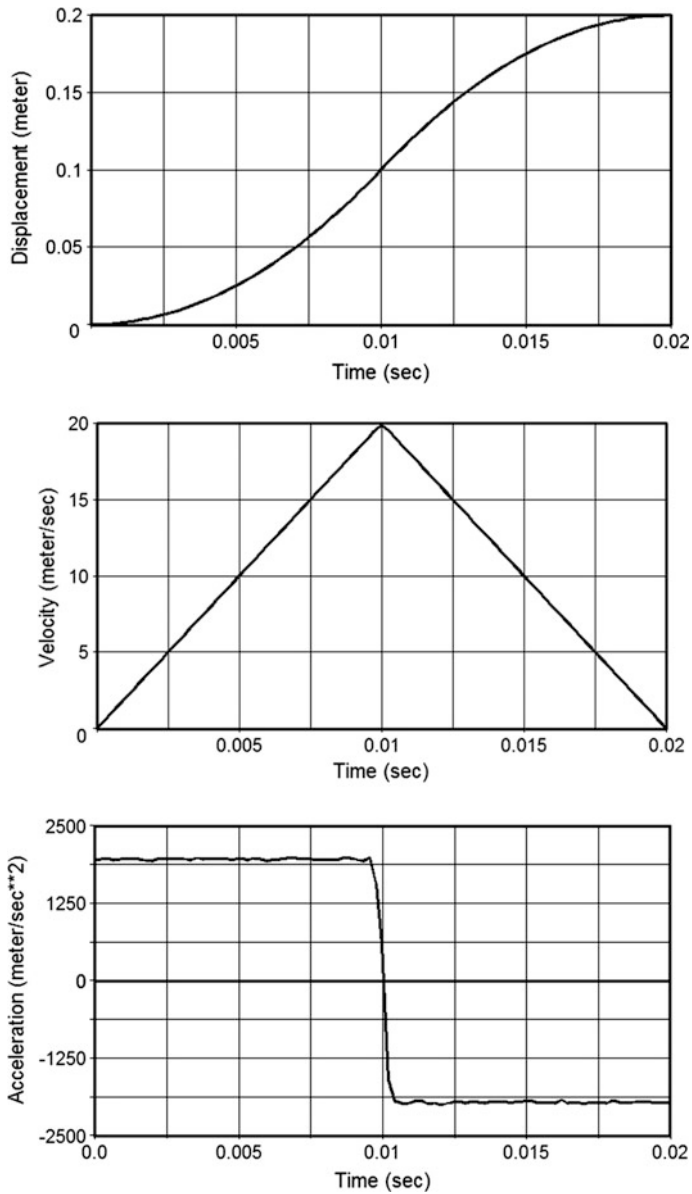 0.2
0.15
0.1
0.05
0
Displacement (meter)
0.005 0.01 0.015 0.02
Time (sec)
20
15
10
5
0
Velocity (meter/sec)
0.005 0.01 0.015 0.02
Time (sec)
2500
1250
0
-1250
-2500
Acceleration (meter/sec**2)
0.0 0.005 0.01 0.015 0.02
Time (sec)